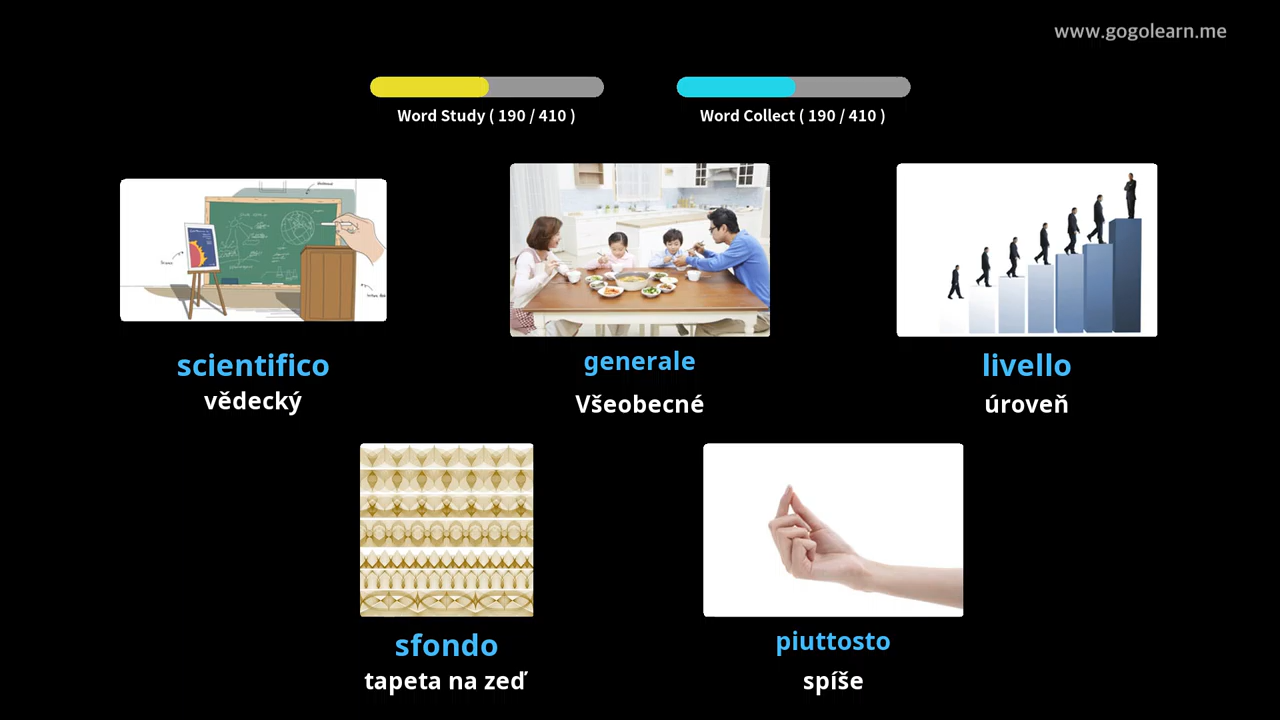 www.gogolearn.me
Word Study ( 190 / 410 )
Word Collect ( 190 / 410 )
scientifico
vědecký
generale
Všeobecné
livello
úroveň
sfondo
tapeta na zeď
piuttosto
spíše